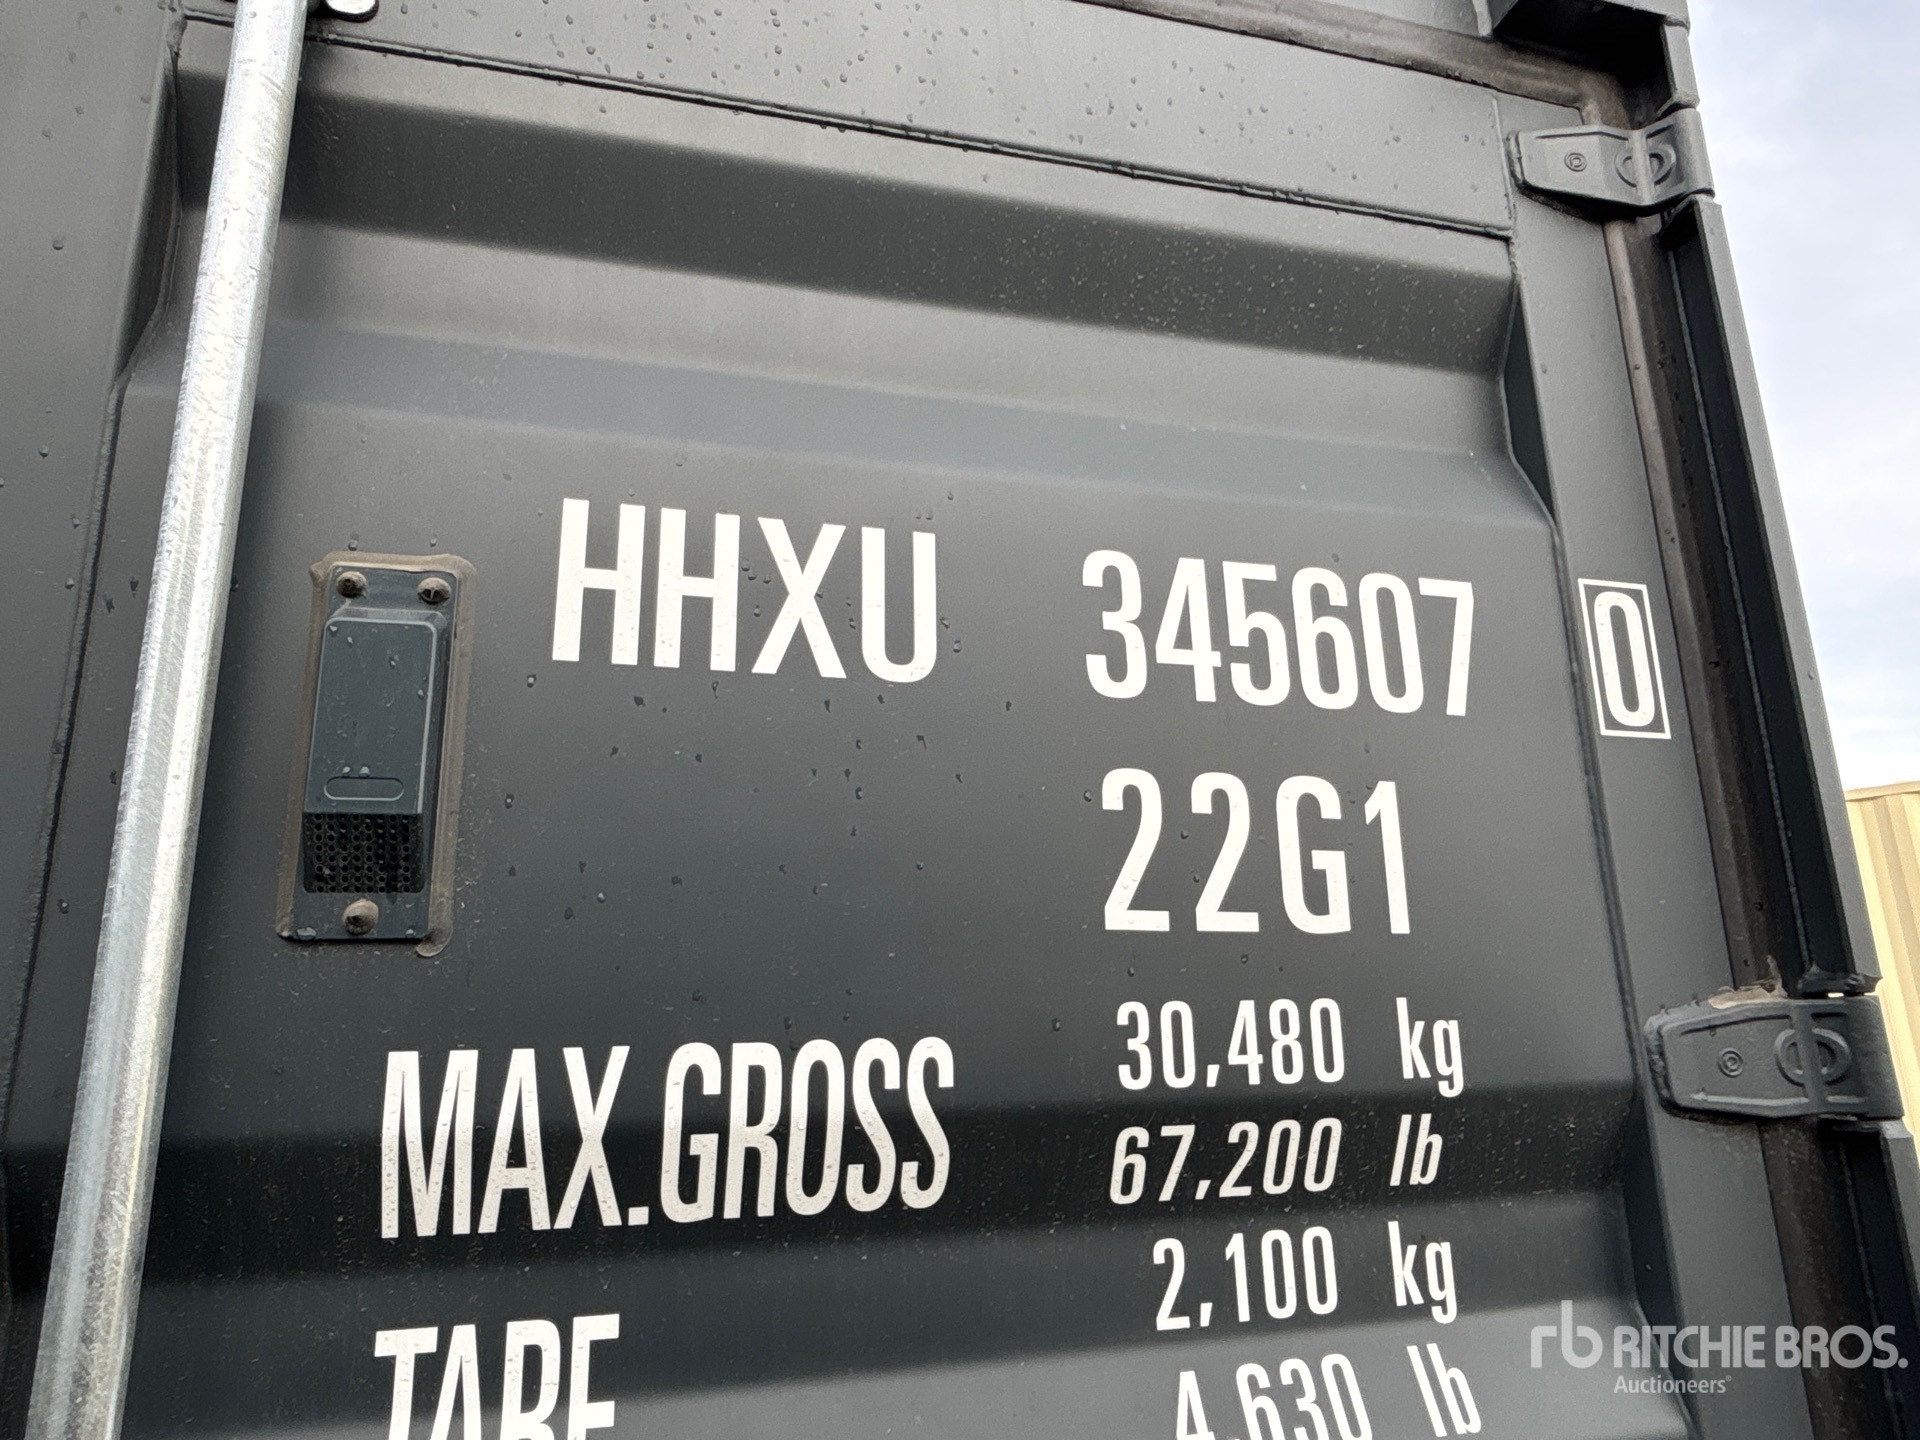 HHXU 345607 0
22G1
MAX.GROSS 30,480 kg
67,200 lb
TARE 2,100 kg
4,630 lb
rb RITCHIE BROS.
Auctioneers